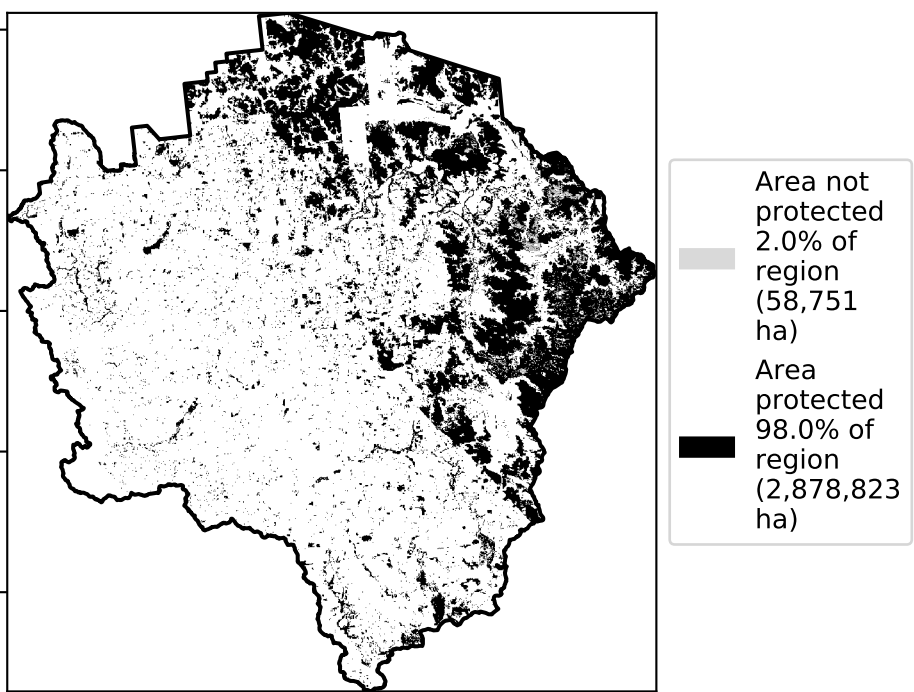 Area not
protected
2.0% of
region
(58,751
ha)
Area
protected
98.0% of
region
(2,878,823
ha)